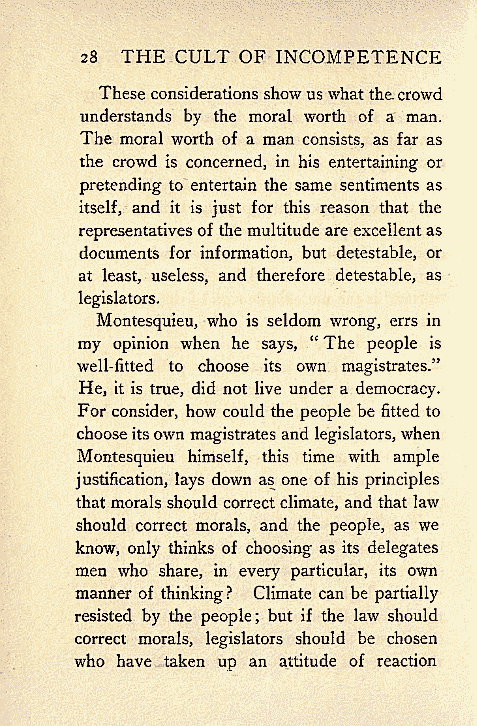 28 THE CULT OF INCOMPETENCE
These considerations show us what the crowd
understands by the moral worth of a man.
The moral worth of a man consists, as far as
the crowd is concerned, in his entertaining or
pretending to entertain the same sentiments as
itself, and it is just for this reason that the
representatives of the multitude are excellent as
documents for information, but detestable, or
at least, useless, and therefore detestable, as
legislators.
Montesquieu, who is seldom wrong, errs in
my opinion when he says, “The people is
well-fitted to choose its own magistrates.”
He, it is true, did not live under a democracy.
For consider, how could the people be fitted to
choose its own magistrates and legislators, when
Montesquieu himself, this time with ample
justification, lays down as one of his principles
that morals should correct climate, and that law
should correct morals, and the people, as we
know, only thinks of choosing as its delegates
men who share, in every particular, its own
manner of thinking? Climate can be partially
resisted by the people; but if the law should
correct morals, legislators should be chosen
who have taken up an attitude of reaction